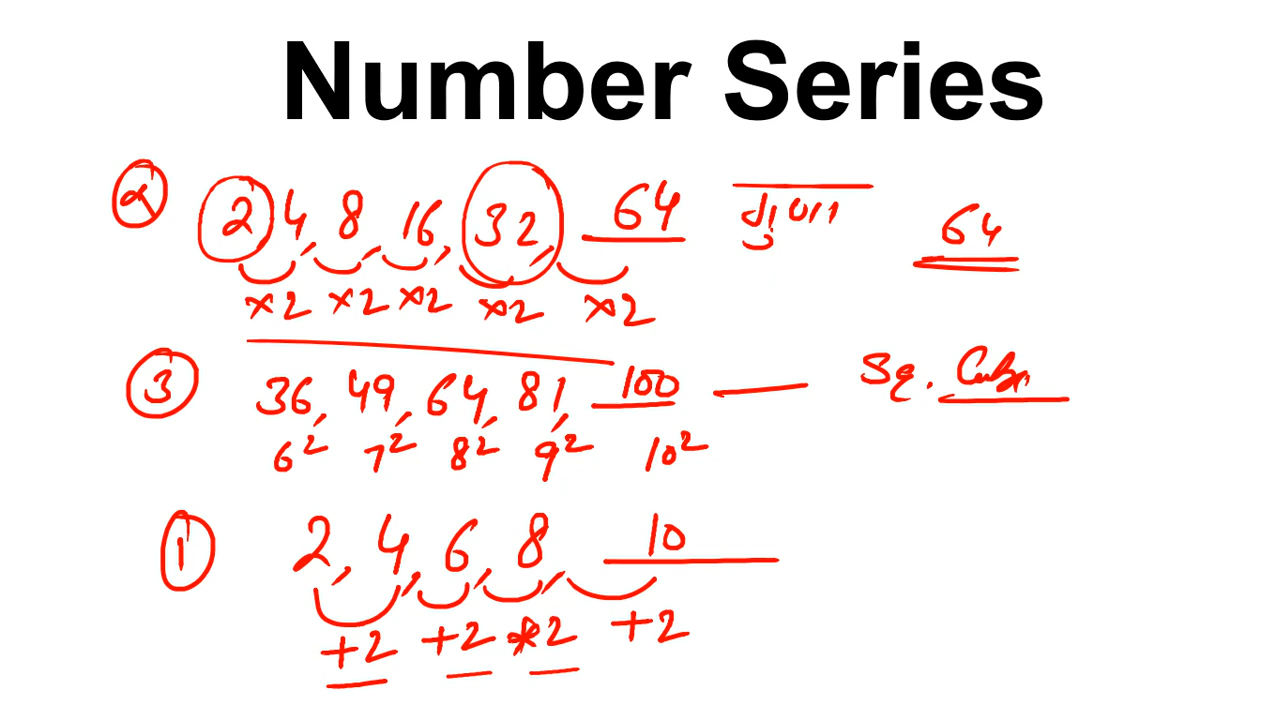 Number Series
2 4, 8, 16, 32, 64 64
×2 ×2 ×2 ×2 ×2
3 36, 49, 64, 81, 100 Sq. Cube
6² 7² 8² 9² 10²
1 2, 4, 6, 8, 10
+2 +2 *2 +2